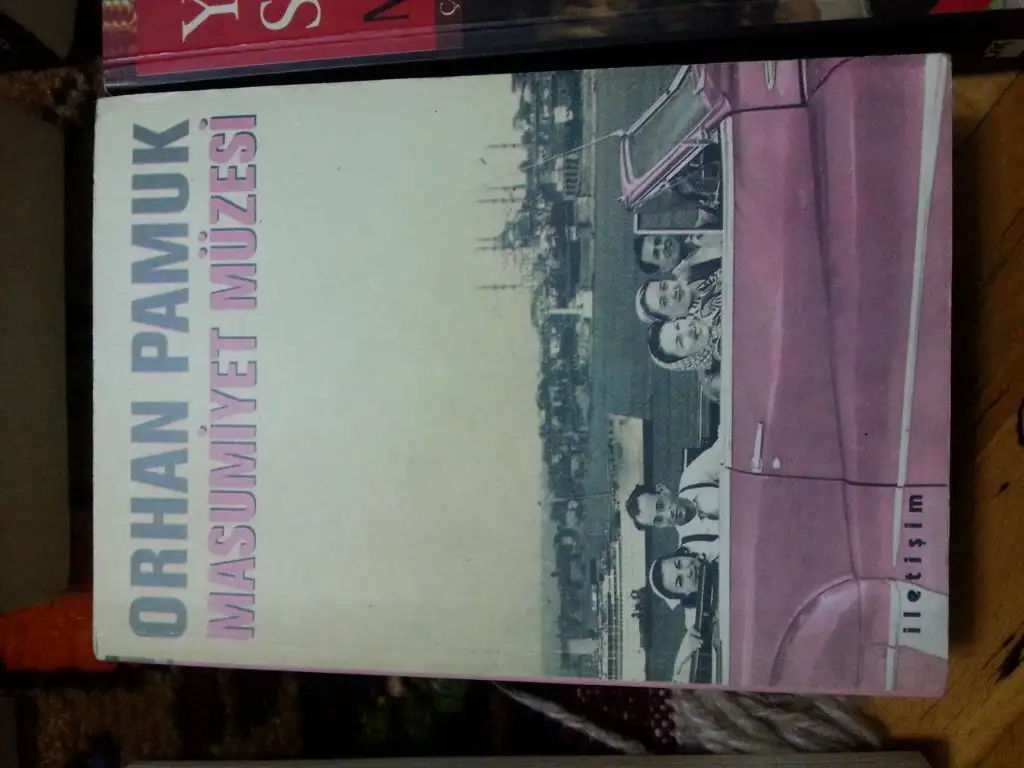 ORHAN PAMUK
MASUMİYET MÜZESİ
iletişim